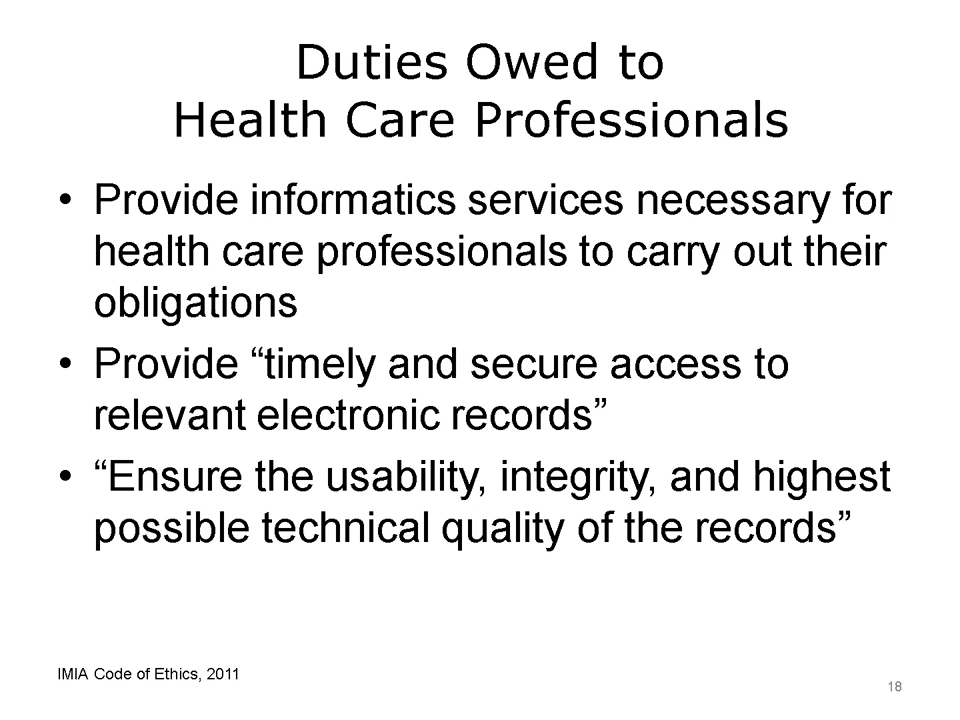 Duties Owed to
Health Care Professionals
• Provide informatics services necessary for
health care professionals to carry out their
obligations
• Provide “timely and secure access to
relevant electronic records”
• “Ensure the usability, integrity, and highest
possible technical quality of the records”
IMIA Code of Ethics, 2011
18